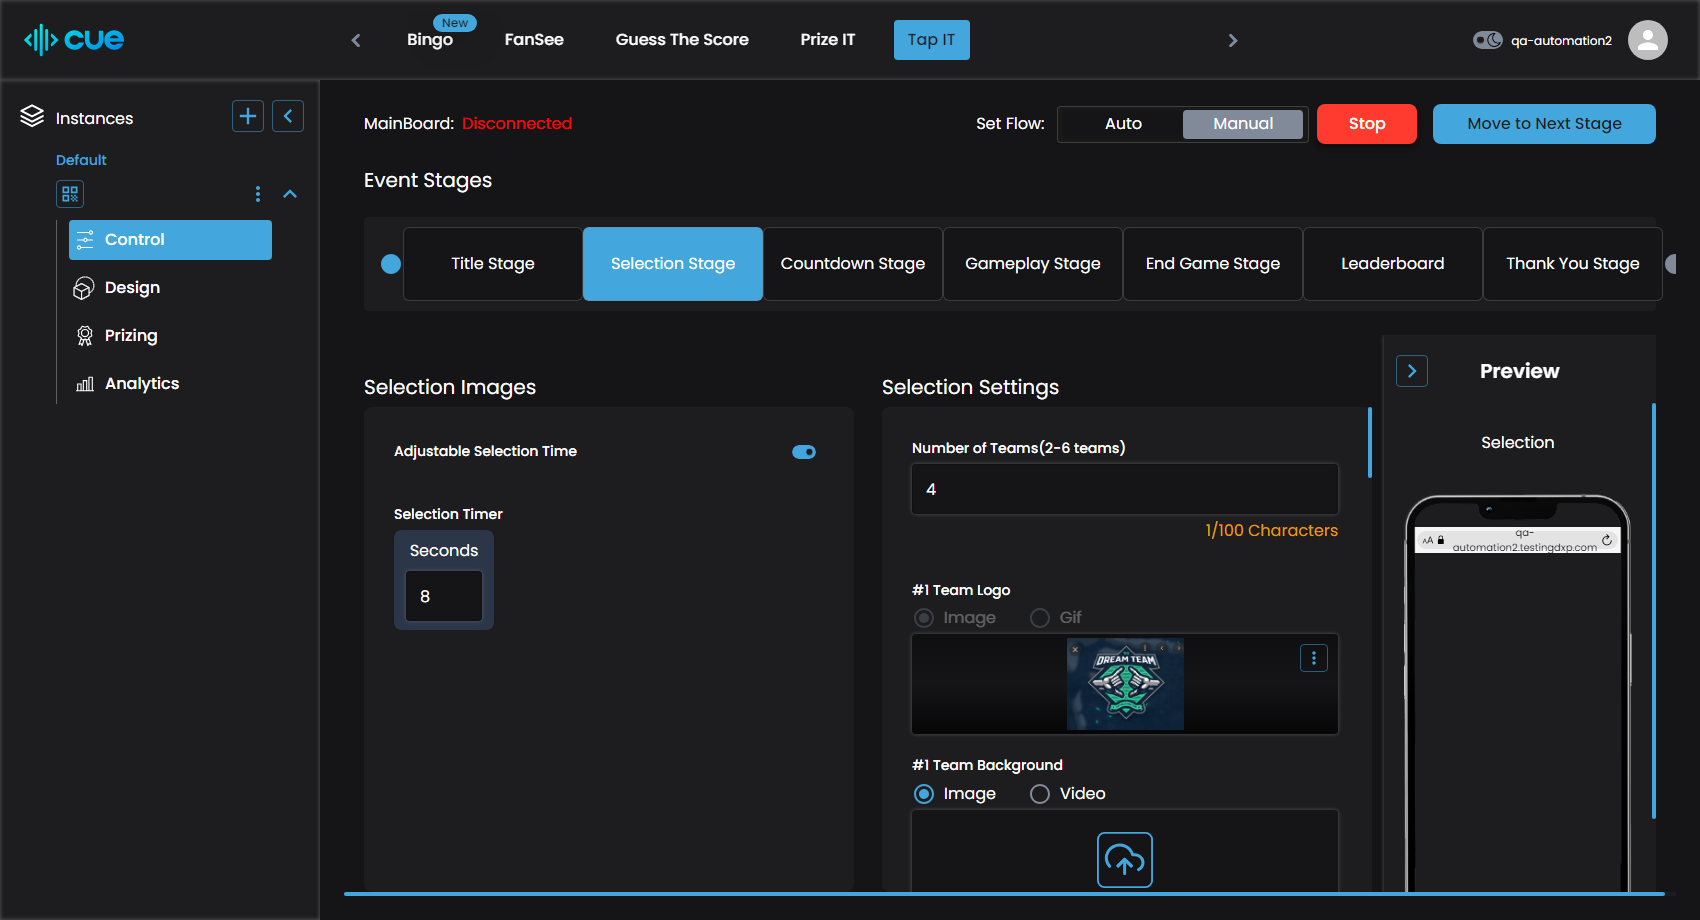 cue
New
Bingo
FanSee
Guess The Score
Prize IT
Tap IT
qa-automation2
Instances
Default
Control
Design
Prizing
Analytics
MainBoard: Disconnected
Set Flow:
Auto
Manual
Stop
Move to Next Stage
Event Stages
Title Stage
Selection Stage
Countdown Stage
Gameplay Stage
End Game Stage
Leaderboard
Thank You Stage
Selection Images
Adjustable Selection Time
Selection Timer
Seconds
8
Selection Settings
Number of Teams(2-6 teams)
4
1/100 Characters
#1 Team Logo
Image
Gif
DREAM TEAM
#1 Team Background
Image
Video
Preview
Selection
AA
qa-
automation2.testingdxp.com